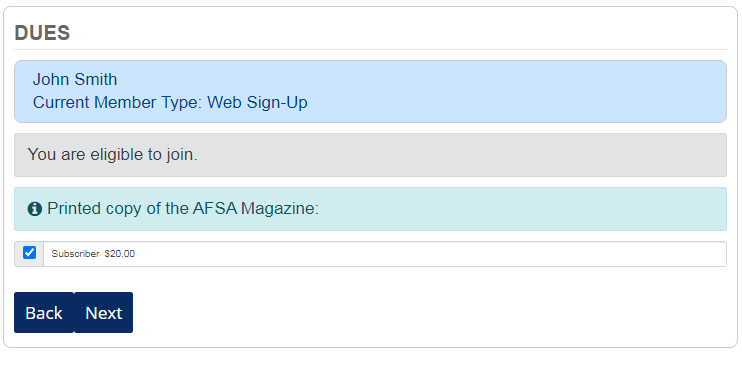 DUES
John Smith
Current Member Type: Web Sign-Up
You are eligible to join.
Printed copy of the AFSA Magazine:
Subscriber $20.00
Back Next